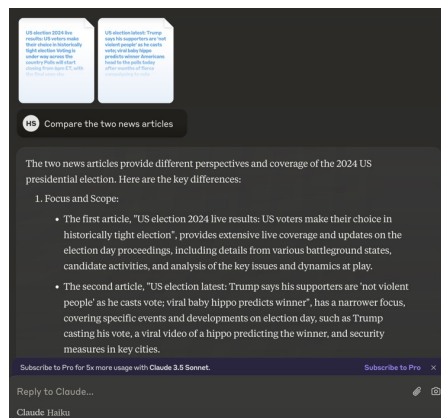 US election 2024 live
results: US voters make
their choice in historically
tight election Voting is
under way across the
country Polls will start
closing from 6pm ET, with
US election latest: Trump
says his supporters are 'not
violent people' as he casts
vote; viral baby hippo
predicts winner Americans
head to the polls today
after months of fierce
HS Compare the two news articles
The two news articles provide different perspectives and coverage of the 2024 US
presidential election. Here are the key differences:
1. Focus and Scope:
• The first article, "US election 2024 live results: US voters make their choice in
historically tight election", provides extensive live coverage and updates on the
election day proceedings, including details from various battleground states,
candidate activities, and analysis of the key issues and dynamics at play.
• The second article, "US election latest: Trump says his supporters are 'not violent
people' as he casts vote; viral baby hippo predicts winner", has a narrower focus,
covering specific events and developments on election day, such as Trump
casting his vote, a viral video of a hippo predicting the winner, and security
measures in key cities.
Subscribe to Pro for 5x more usage with Claude 3.5 Sonnet. Subscribe to Pro ×
Reply to Claude...
Claude Haiku